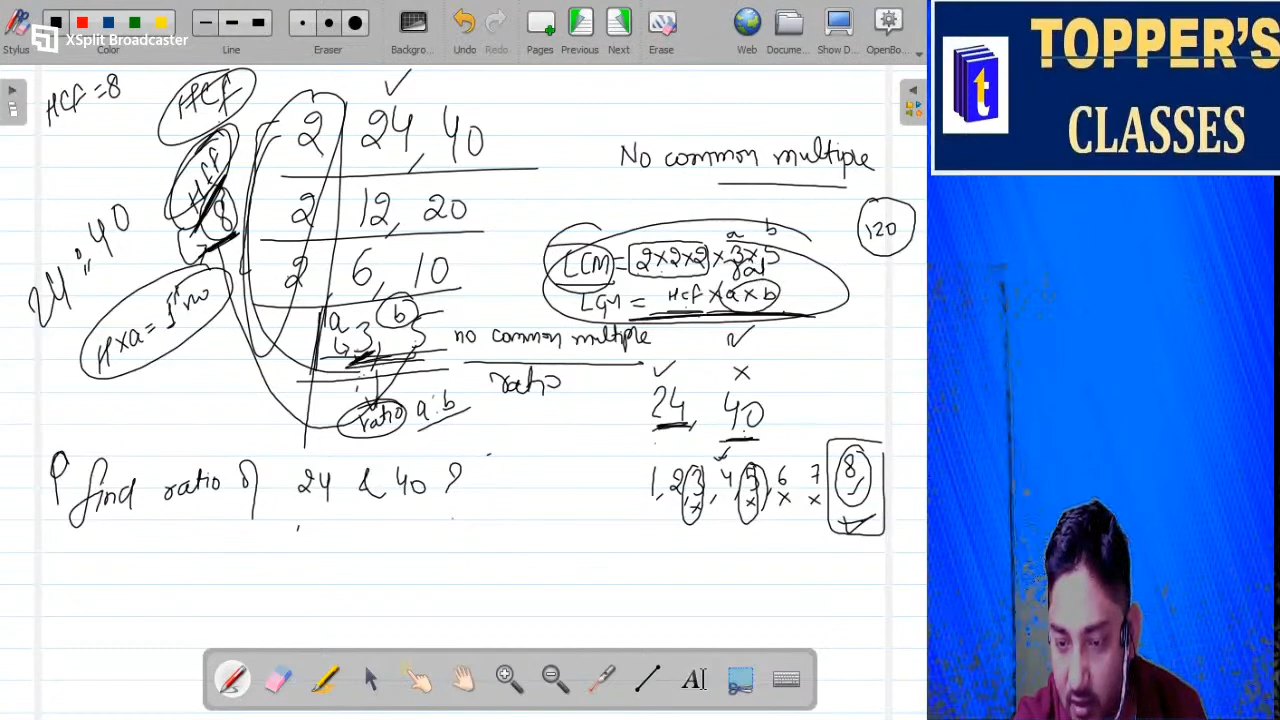 Stylus
Color
Line
Eraser
Backgro...
Undo
Redo
Pages
Previous
Next
Erase
Web
Docume...
Show D...
OpenBo...
XSplit Broadcaster
TOPPER'S
CLASSES
t
HCF = 8
HCF
2 24, 40
No common multiple
HCF
8
2 12, 20
120
24 : 40
a b
LCM = 2×2×2 × 3×5
2 6, 10
LCM = HCF × a × b
H×a = 1st no
a b
3, 5 no common multiple
ratio
ratio a:b
24 40
find ratio of 24 & 40 ?
1, 2, 3, 4, 5, 6 7 8
x x x x